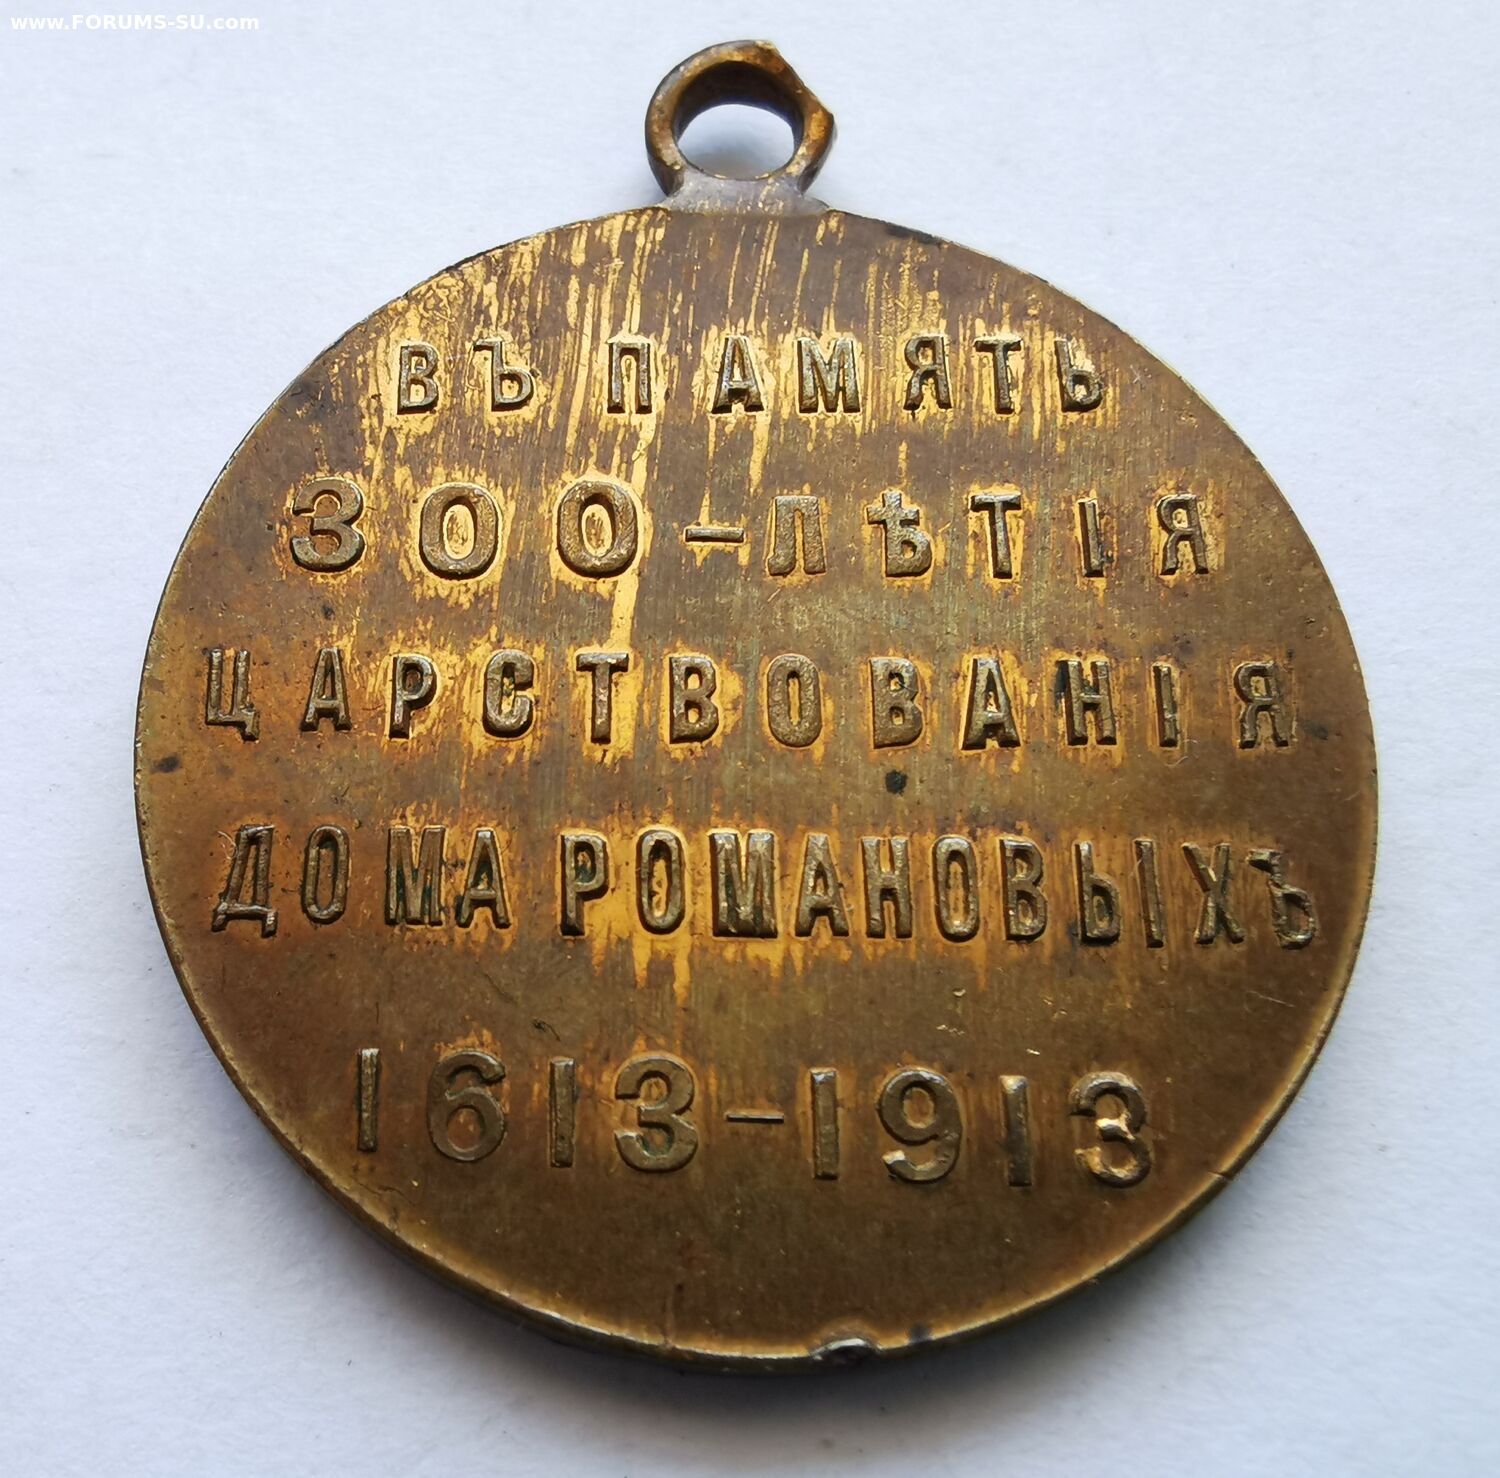 www.FORUMS-SU.com
ВЪ ПАМЯТЬ
300-ЛѢТІЯ
ЦАРСТВОВАНІЯ
ДОМА РОМАНОВЫХЪ
1613-1913